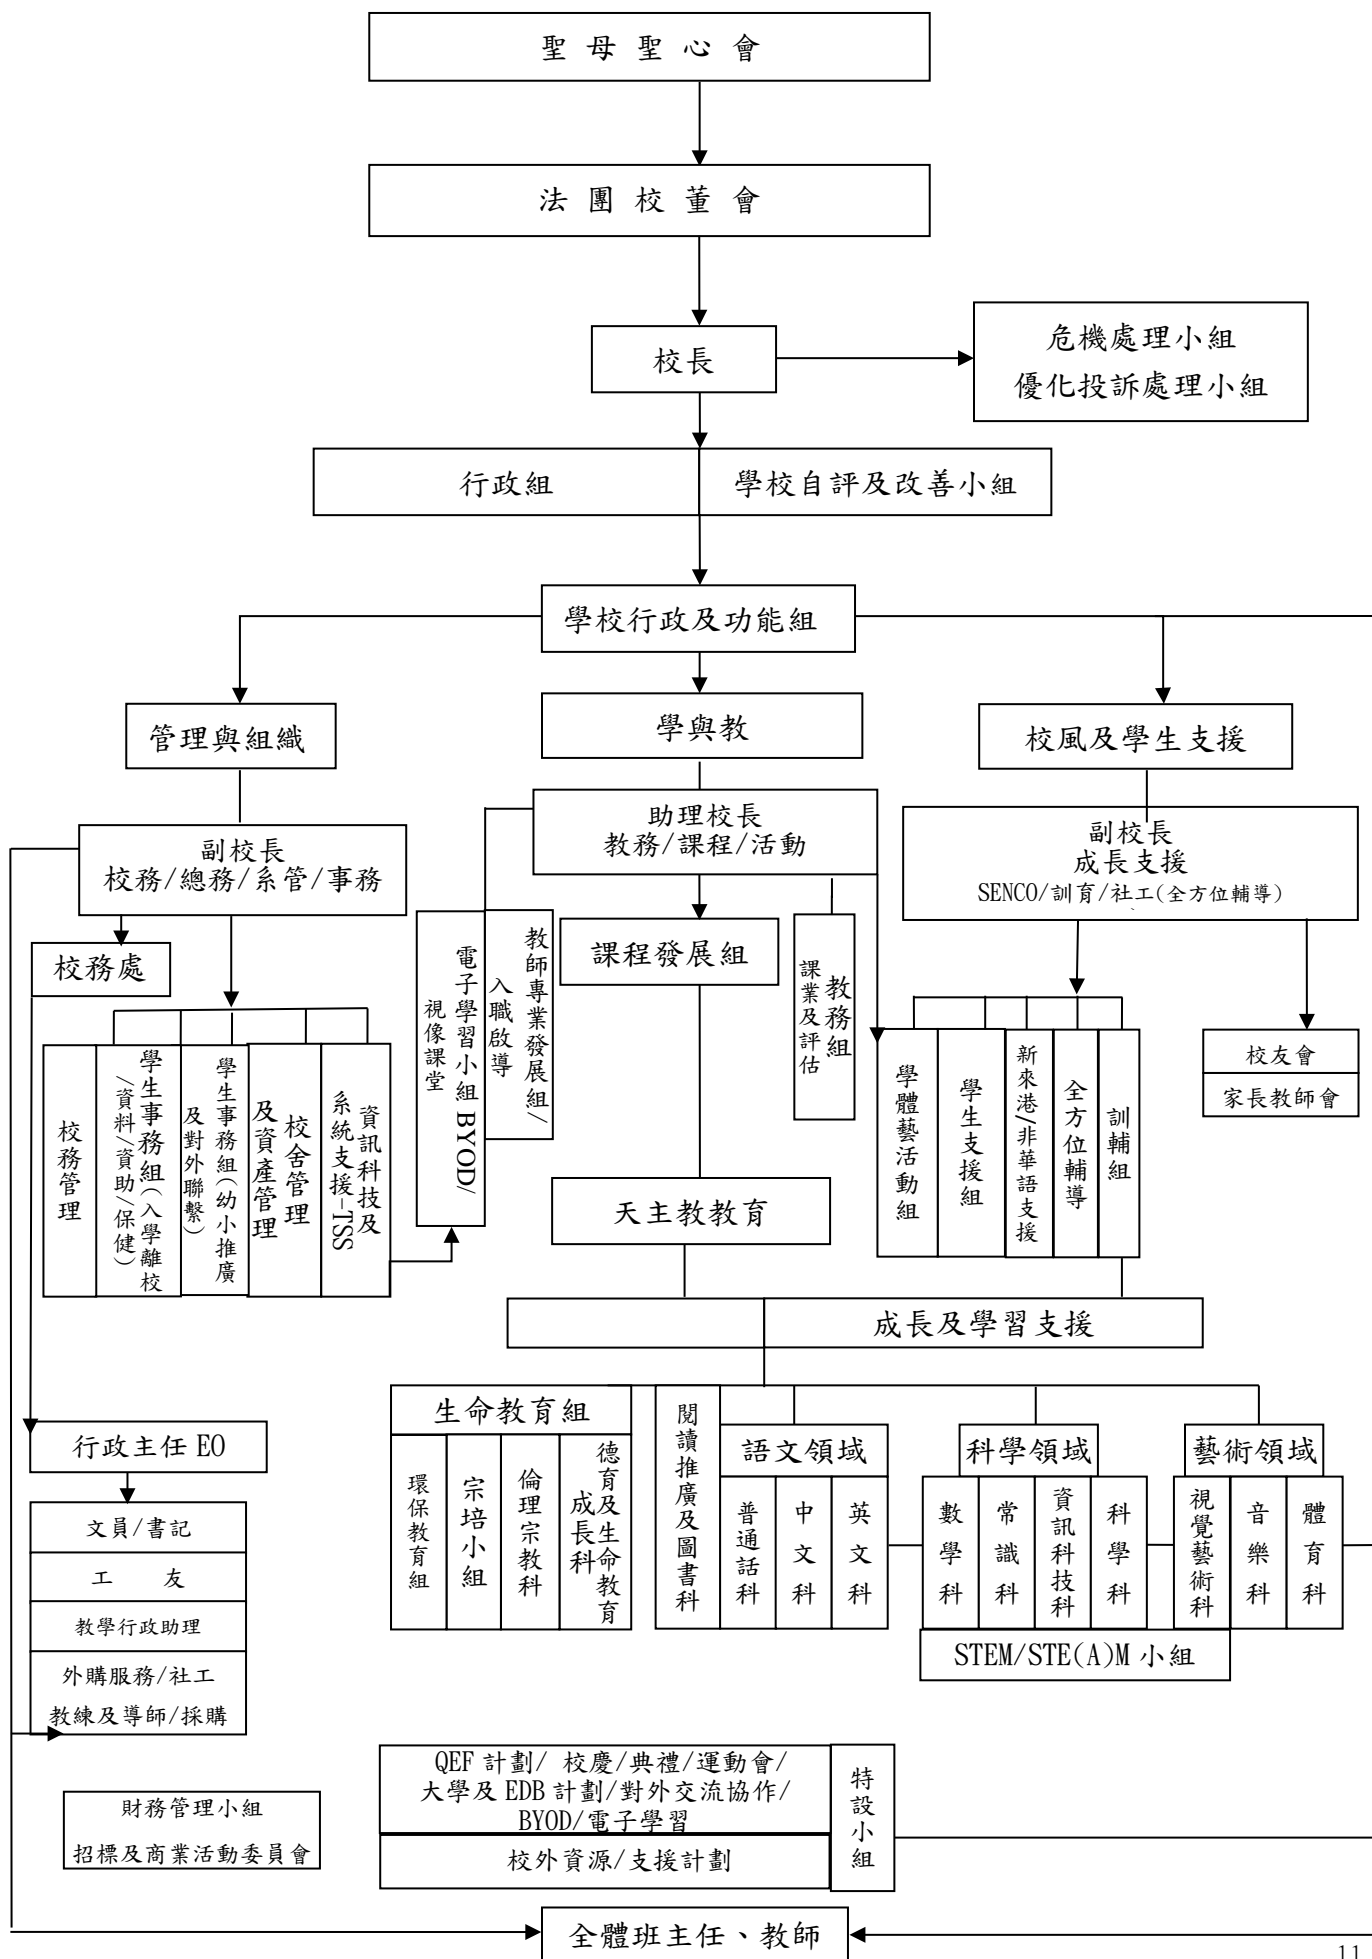 聖母聖心會
法團校董會
校長
危機處理小組
優化投訴處理小組
行政組
學校自評及改善小組
學校行政及功能組
管理與組織
學與教
校風及學生支援
副校長
校務/總務/系管/事務
助理校長
教務/課程/活動
副校長
成長支援
SENCO/訓育/社工(全方位輔導)
校務處
電子學習小組 BYOD/
視像課堂
教師專業發展組/
入職啟導
課程發展組
教務組
課業及評估
校務管理
學生事務組(入學離校
/資料/資助/保健)
學生事務組(幼小推廣
及對外聯繫)
校舍管理
及資產管理
資訊科技及
系統支援-TSS
學體藝活動組
學生支援組
新來港/非華語支援
全方位輔導
訓輔組
校友會
家長教師會
天主教教育
成長及學習支援
生命教育組
環保教育組
宗培小組
倫理宗教科
德育及生命教育
成長科
閱讀推廣及圖書科
語文領域
普通話科
中文科
英文科
科學領域
數學科
常識科
資訊科技科
科學科
STEM/STE(A)M 小組
藝術領域
視覺藝術科
音樂科
體育科
行政主任 EO
文員/書記
工 友
教學行政助理
外購服務/社工
教練及導師/採購
財務管理小組
招標及商業活動委員會
QEF 計劃/ 校慶/典禮/運動會/
大學及 EDB 計劃/對外交流協作/
BYOD/電子學習
校外資源/支援計劃
特設小組
全體班主任、教師
11